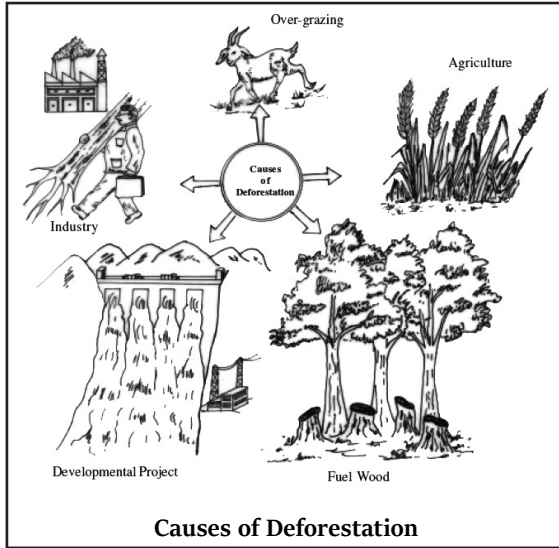 Over-grazing
Agriculture
Causes
of
Deforestation
Industry
Developmental Project
Fuel Wood
Causes of Deforestation